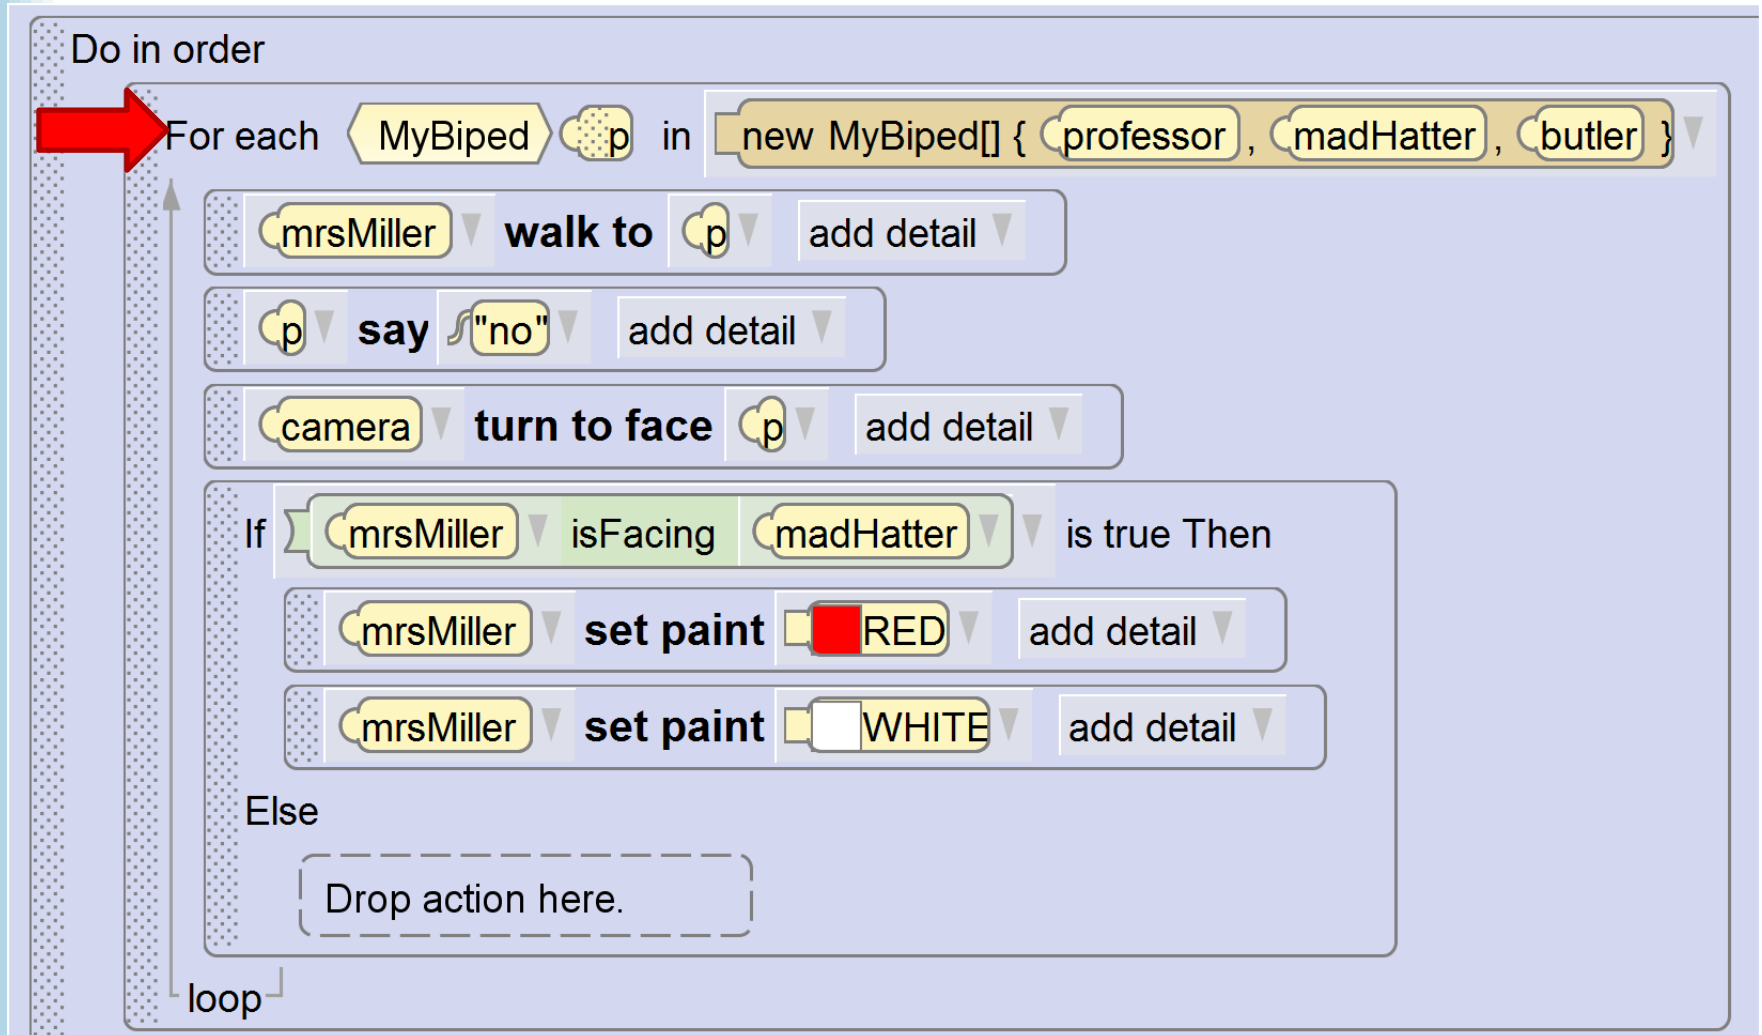 Do in order
For each MyBiped p in new MyBiped[] { professor , madHatter , butler }
mrsMiller walk to p add detail
p say "no" add detail
camera turn to face p add detail
If mrsMiller isFacing madHatter is true Then
mrsMiller set paint RED add detail
mrsMiller set paint WHITE add detail
Else
Drop action here.
loop